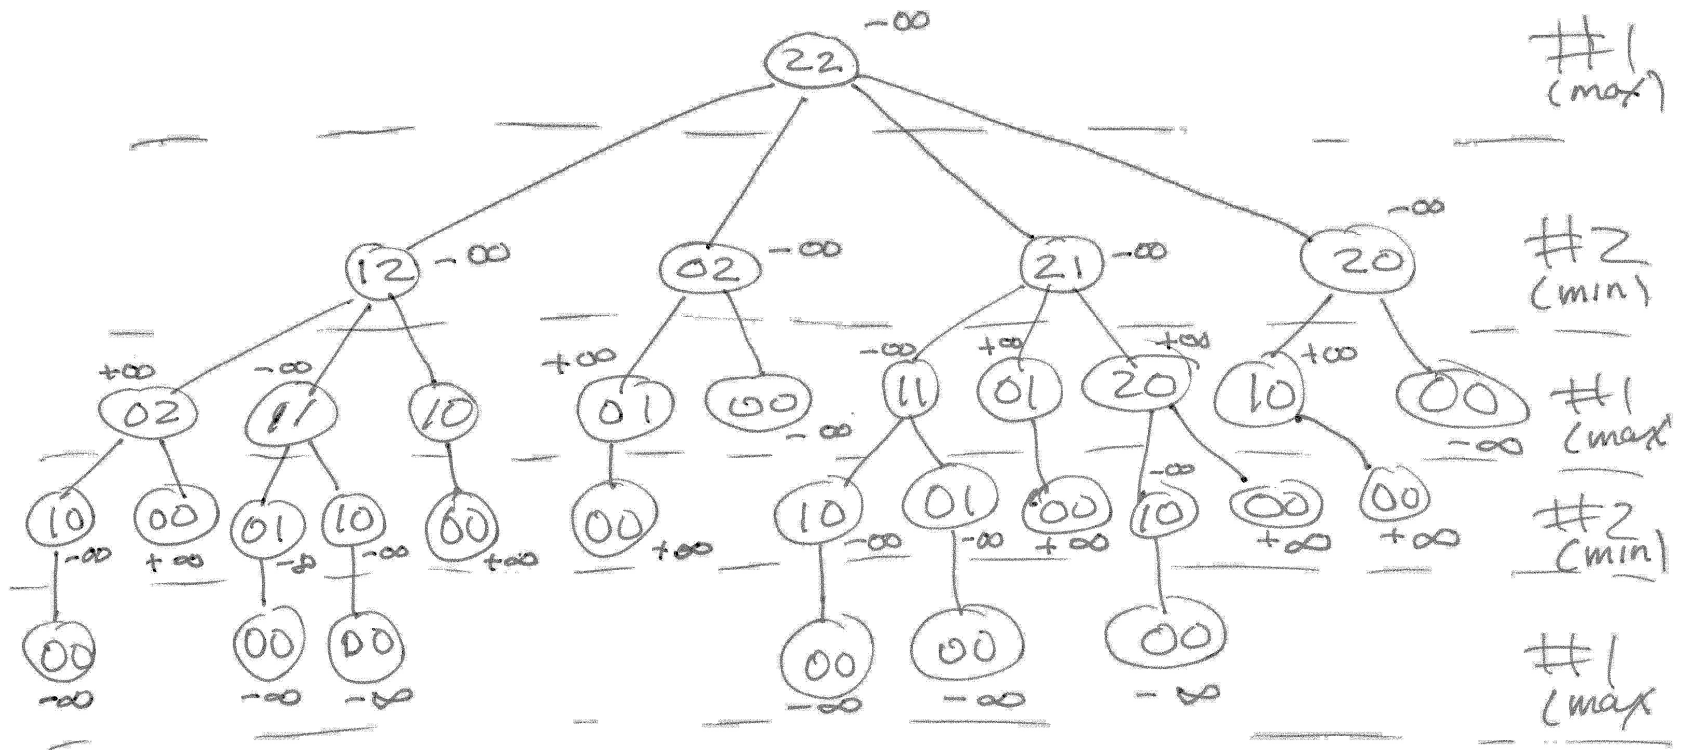 -∞
22
#1
(max)
-∞
12 -∞
02 -∞
21 -∞
20
#2
(min)
+∞ -∞ +∞ -∞ +∞ +∞ +∞
02 11 10 01 00 11 01 20 10 00
#1
(max
-∞ -∞
-∞
10 00 01 10 00 00 10 01 00 10 00 00
#2
(min)
-∞ +∞ -∞ -∞ +∞ +∞ -∞ -∞ +∞ +∞ +∞
00 00 00 00 00 00
#1
(max
-∞ -∞ -∞ -∞ -∞ -∞